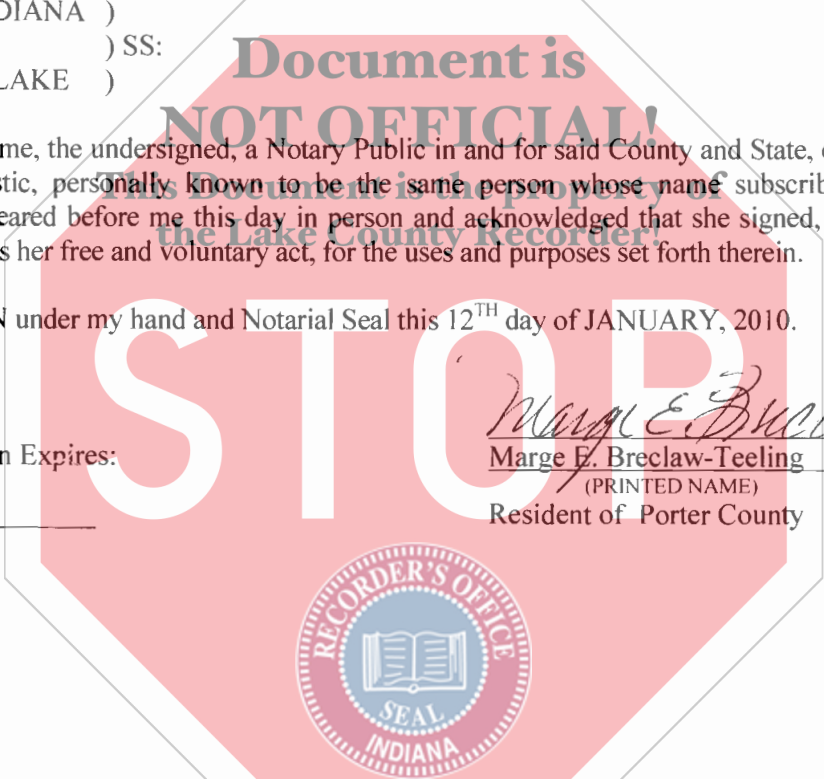 DIANA )
) SS:
LAKE )
Document is
NOT OFFICIAL!
me, the undersigned, a Notary Public in and for said County and State,
stic, personally known to be the same person whose name subscrib
This Document is the property of
eared before me this day in person and acknowledged that she signed,
the Lake County Recorder!
s her free and voluntary act, for the uses and purposes set forth therein.
N under my hand and Notarial Seal this 12TH day of JANUARY, 2010.
STOP
Marge E. Brecl
n Expires:
Marge E. Breclaw-Teeling
(PRINTED NAME)
Resident of Porter County
RECORDER'S OFFICE
SEAL
INDIANA